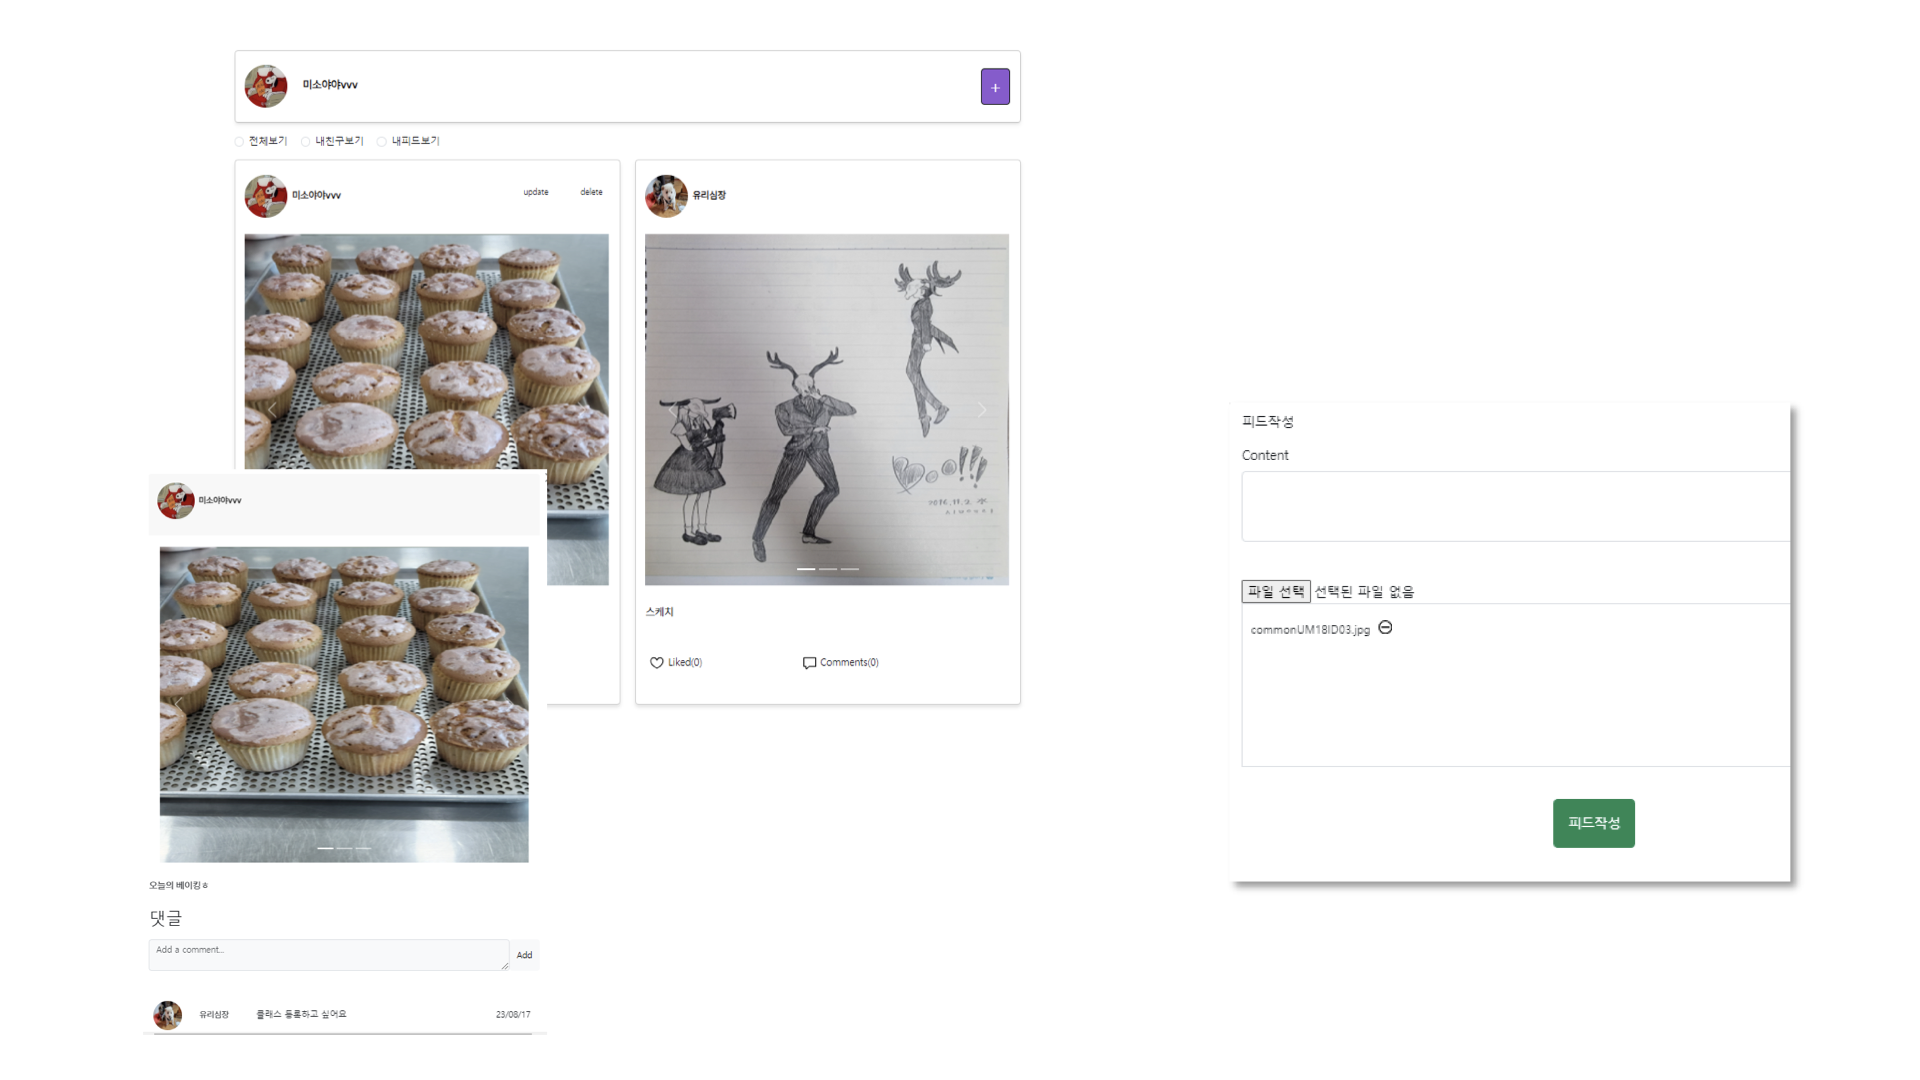 미소야야vvv
+
전체보기 내친구보기 내피드보기
미소야야vvv update delete
유리심장
Boo!!!
2016.11.2. 水
스케치
Liked(0) Comments(0)
미소야야vvv
오늘의 베이킹ㅎ
댓글
Add a comment... Add
유리심장 클래스 등록하고 싶어요 23/08/17
피드작성
Content
파일 선택 선택된 파일 없음
commonUM18ID03.jpg
피드작성